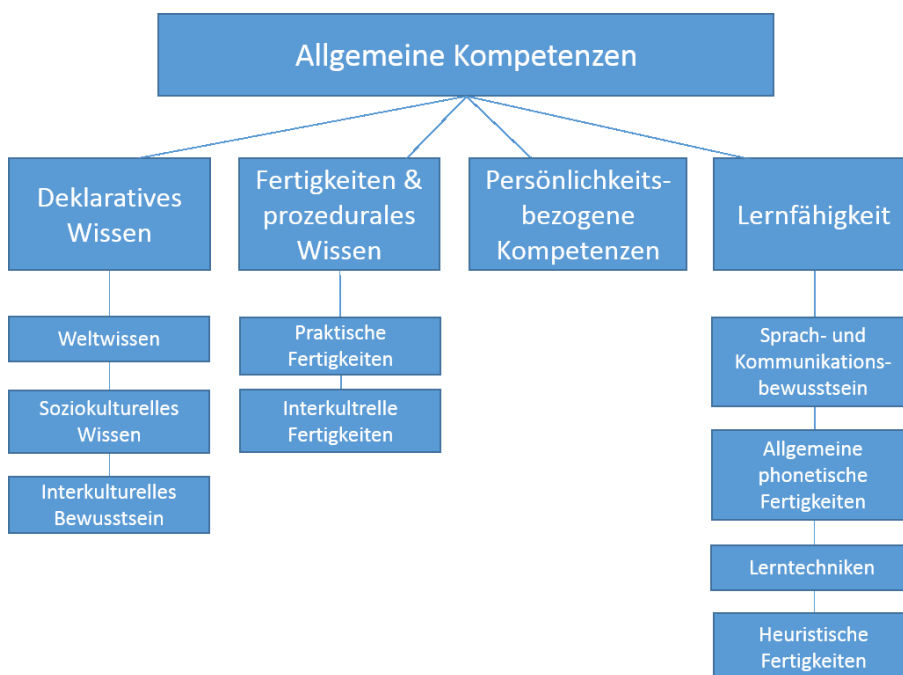 Allgemeine Kompetenzen
Deklaratives
Wissen
Fertigkeiten &
prozedurales
Wissen
Persönlichkeits-
bezogene
Kompetenzen
Lernfähigkeit
Weltwissen
Soziokulturelles
Wissen
Interkulturelles
Bewusstsein
Praktische
Fertigkeiten
Interkultrelle
Fertigkeiten
Sprach- und
Kommunikations-
bewusstsein
Allgemeine
phonetische
Fertigkeiten
Lerntechniken
Heuristische
Fertigkeiten